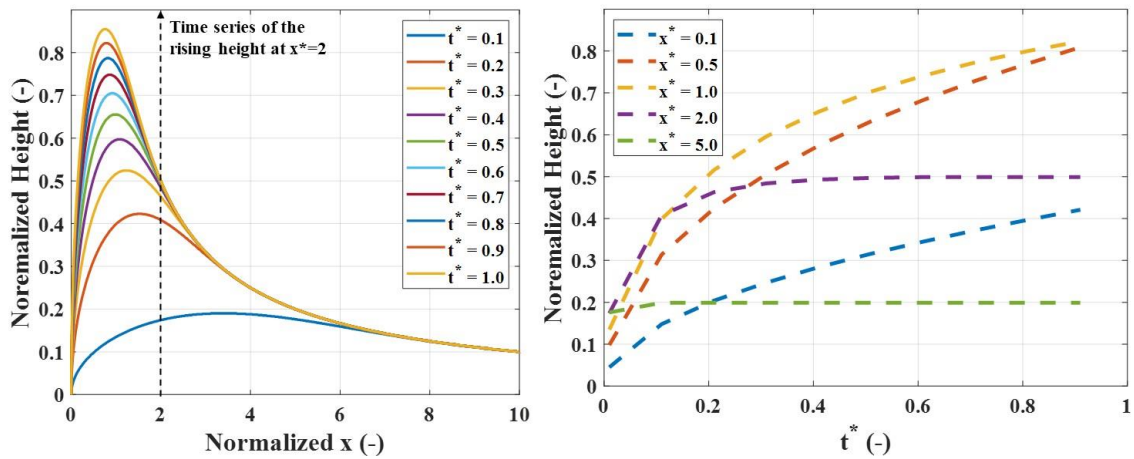 Time series of the
rising height at x*=2
t* = 0.1
t* = 0.2
t* = 0.3
t* = 0.4
t* = 0.5
t* = 0.6
t* = 0.7
t* = 0.8
t* = 0.9
t* = 1.0
0.8
0.7
0.6
0.5
0.4
0.3
0.2
0.1
0
0 2 4 6 8 10
Noremalized Height (-)
Normalized x (-)
x* = 0.1
x* = 0.5
x* = 1.0
x* = 2.0
x* = 5.0
0.8
0.7
0.6
0.5
0.4
0.3
0.2
0.1
0
0 0.2 0.4 0.6 0.8 1
Noremalized Height (-)
t* (-)